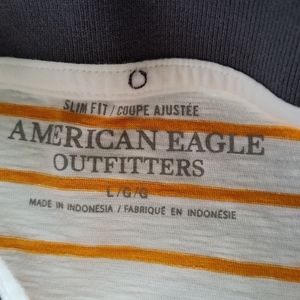 SLIM FIT / COUPE AJUSTÉE
AMERICAN EAGLE
OUTFITTERS
L/G/G
MADE IN INDONESIA / FABRIQUÉ EN INDONÉSIE